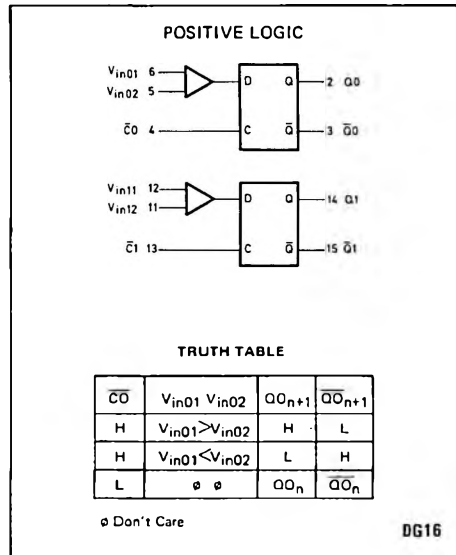 POSITIVE LOGIC
Vin01 6
Vin02 5
D Q 2 Q0
C̅0 4 C Q̅ 3 Q̅0
Vin11 12
Vin12 11
D Q 14 Q1
C̅1 13 C Q̅ 15 Q̅1
TRUTH TABLE
C̅0̅ Vin01 Vin02 Q0n+1 Q̅0̅n+1
H Vin01>Vin02 H L
H Vin01<Vin02 L H
L ø ø Q0n Q̅0̅n
ø Don't Care
DG16